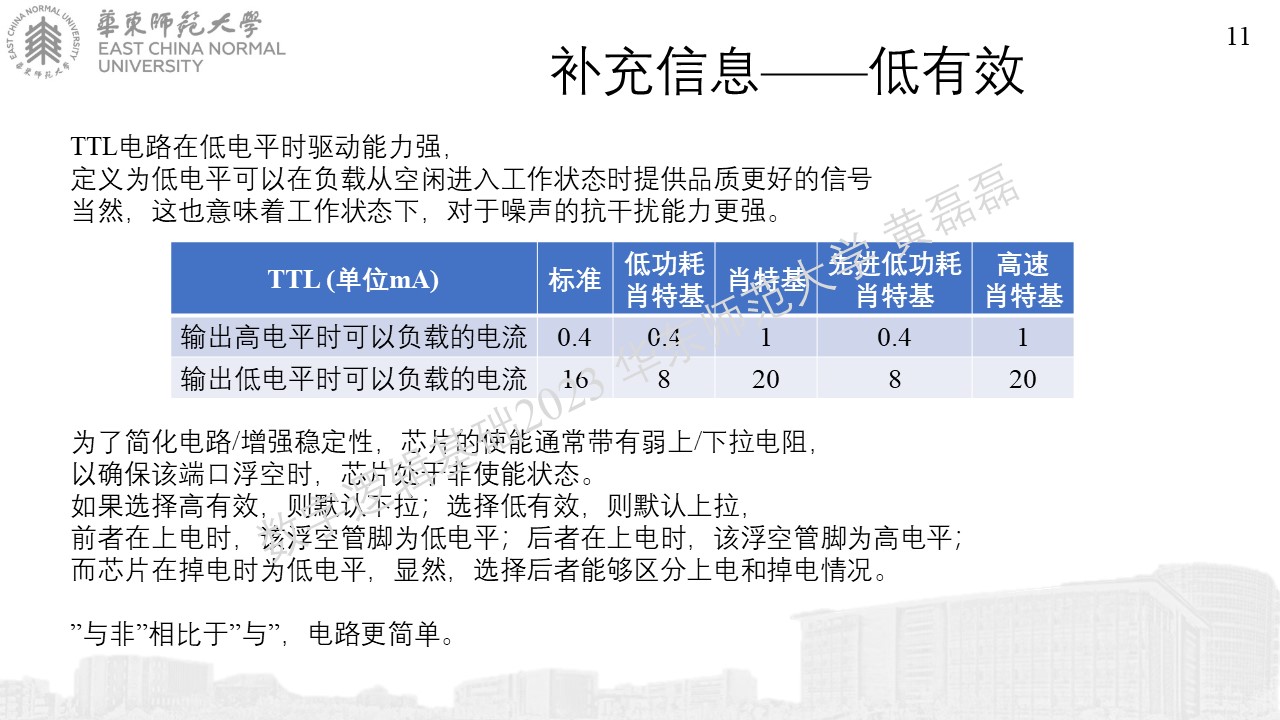 華東師範大學
EAST CHINA NORMAL
UNIVERSITY
EAST CHINA NORMAL UNIVERSITY
華東师范大学
11
补充信息——低有效
TTL电路在低电平时驱动能力强，
定义为低电平可以在负载从空闲进入工作状态时提供品质更好的信号
当然，这也意味着工作状态下，对于噪声的抗干扰能力更强。
TTL (单位mA) 标准 低功耗肖特基 肖特基 先进低功耗肖特基 高速肖特基
输出高电平时可以负载的电流 0.4 0.4 1 0.4 1
输出低电平时可以负载的电流 16 8 20 8 20
为了简化电路/增强稳定性，芯片的使能通常带有弱上/下拉电阻，
以确保该端口浮空时，芯片处于非使能状态。
如果选择高有效，则默认下拉；选择低有效，则默认上拉，
前者在上电时，该浮空管脚为低电平；后者在上电时，该浮空管脚为高电平；
而芯片在掉电时为低电平，显然，选择后者能够区分上电和掉电情况。
”与非”相比于”与”，电路更简单。
数字逻辑基础2023 华东师范大学 黄磊磊